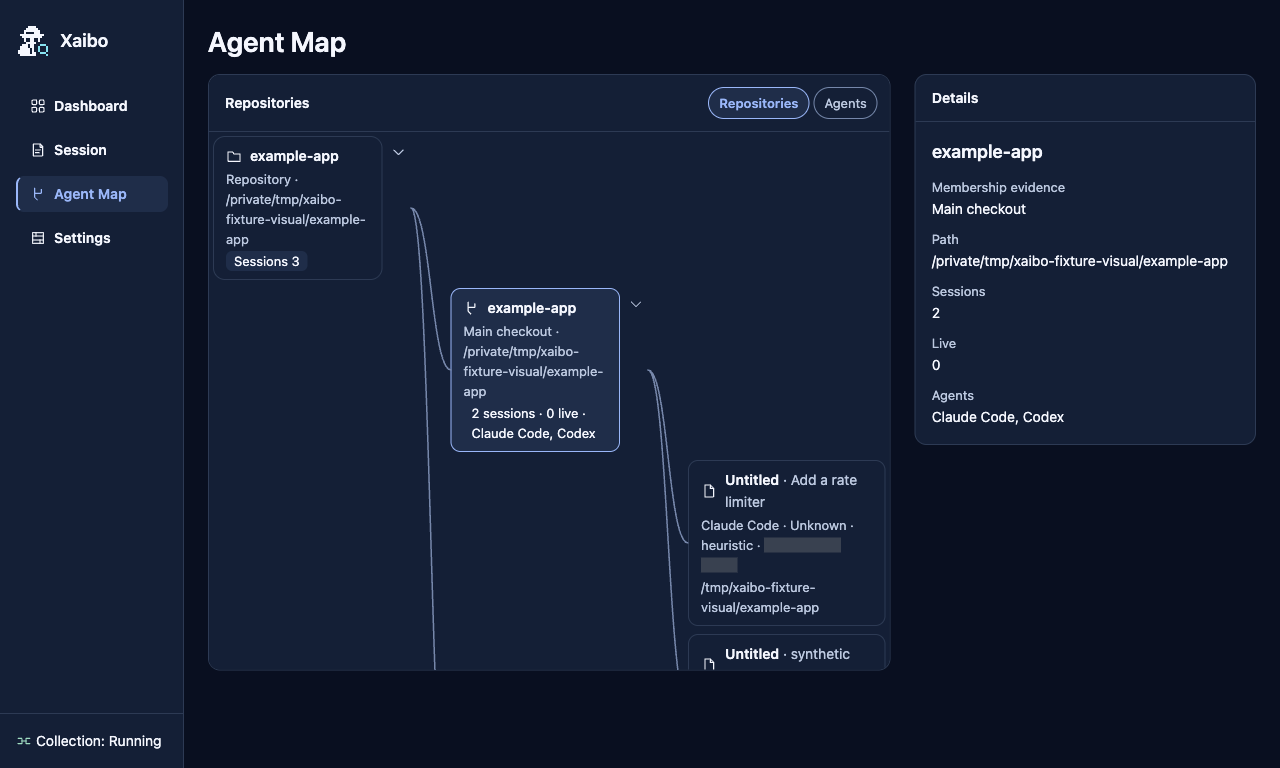 Xaibo
Dashboard
Session
Agent Map
Settings
Collection: Running
Agent Map
Repositories
Repositories
Agents
example-app
Repository ·
/private/tmp/xaibo-
fixture-visual/example-
app
Sessions 3
example-app
Main checkout ·
/private/tmp/xaibo-
fixture-visual/example-
app
2 sessions · 0 live ·
Claude Code, Codex
Untitled · Add a rate
limiter
Claude Code · Unknown ·
heuristic ·
/tmp/xaibo-fixture-
visual/example-app
Untitled · synthetic
Details
example-app
Membership evidence
Main checkout
Path
/private/tmp/xaibo-fixture-visual/example-app
Sessions
2
Live
0
Agents
Claude Code, Codex